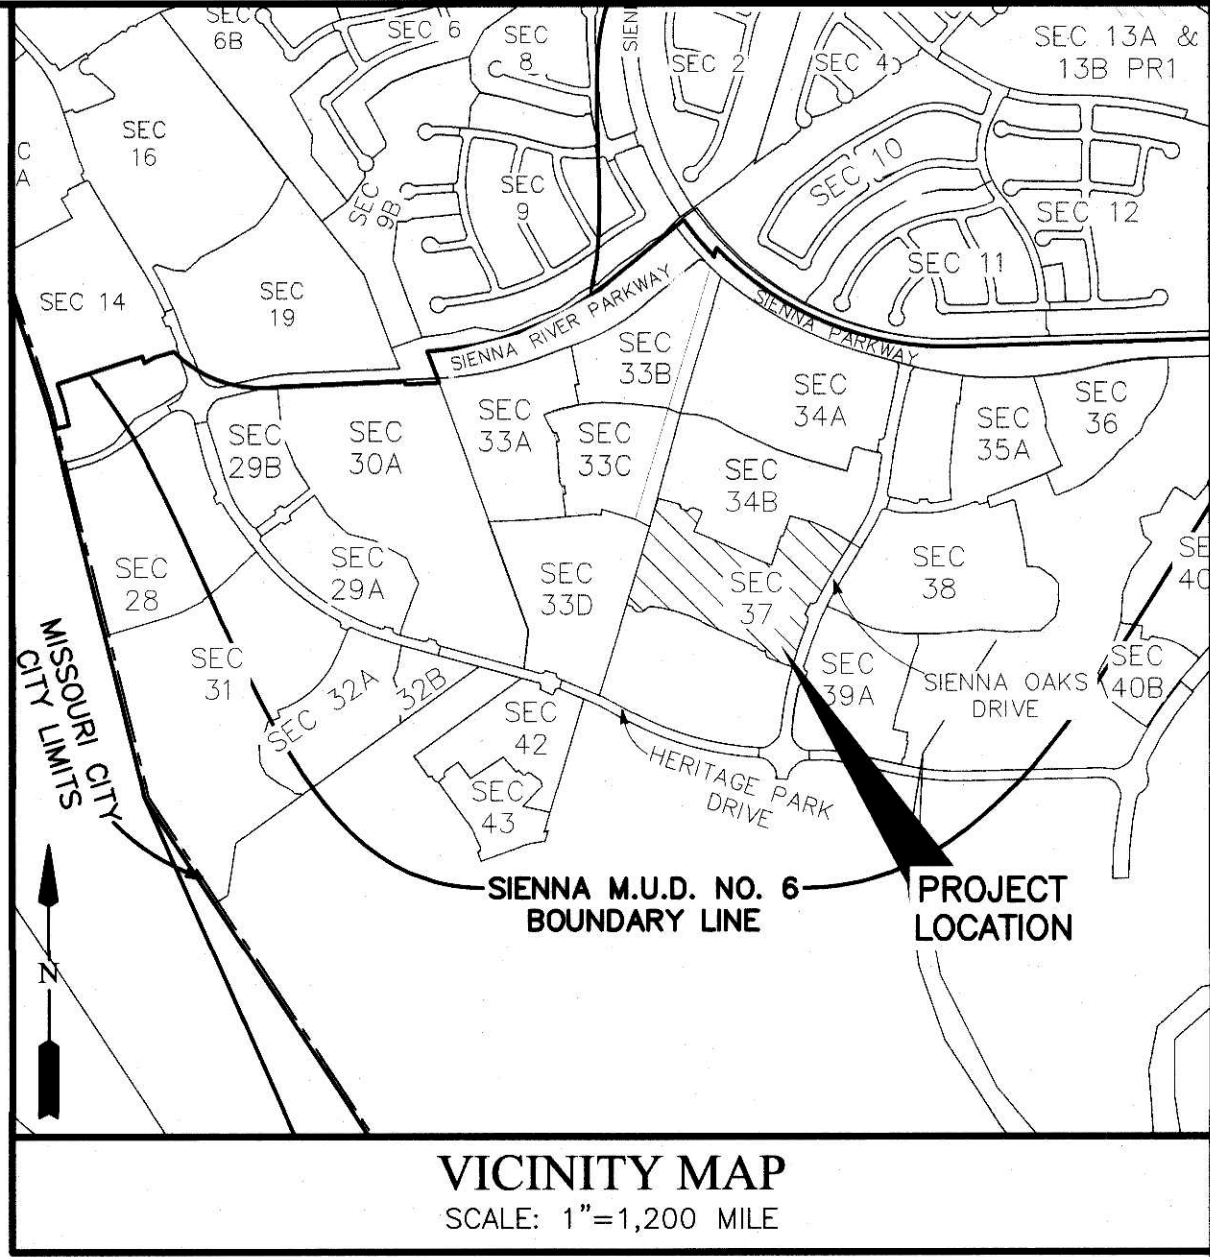 SEC
6B
SEC 6
SEC
8
SIEN
SEC 2
SEC 4
SEC 13A &
13B PR1
SEC
16
C
A
SEC
9B
SEC
9
SEC 10
SEC 12
SEC 11
SEC 14
SEC
19
SIENNA RIVER PARKWAY
SIENNA PARKWAY
SEC
33B
SEC
34A
SEC
36
SEC
35A
SEC
29B
SEC
30A
SEC
33A
SEC
33C
SEC
34B
SEC
28
SEC
29A
SEC
33D
SEC
37
SEC
38
SE
40
MISSOURI CITY
CITY LIMITS
SEC
31
SEC 32A
32B
SEC
39A
SIENNA OAKS
DRIVE
SEC
40B
SEC
42
SEC
43
HERITAGE PARK
DRIVE
SIENNA M.U.D. NO. 6
BOUNDARY LINE
PROJECT
LOCATION
N
VICINITY MAP
SCALE: 1"=1,200 MILE